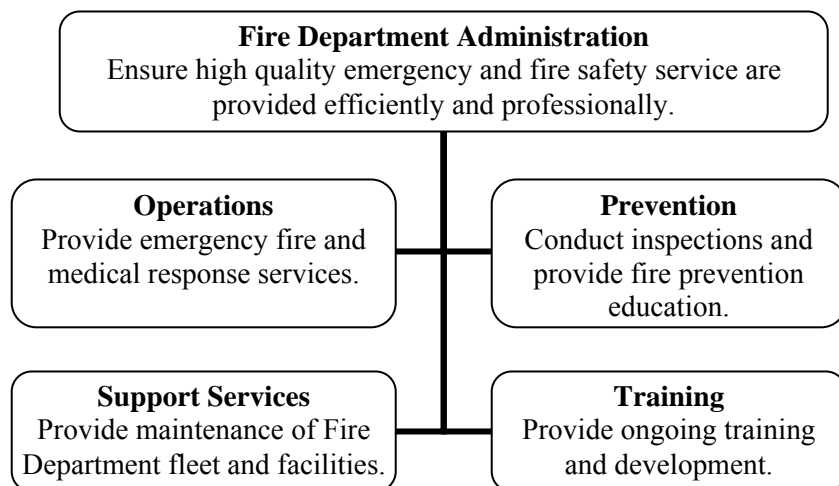 Fire Department Administration
Ensure high quality emergency and fire safety service are
provided efficiently and professionally.
Operations
Provide emergency fire and
medical response services.
Prevention
Conduct inspections and
provide fire prevention
education.
Support Services
Provide maintenance of Fire
Department fleet and facilities.
Training
Provide ongoing training
and development.